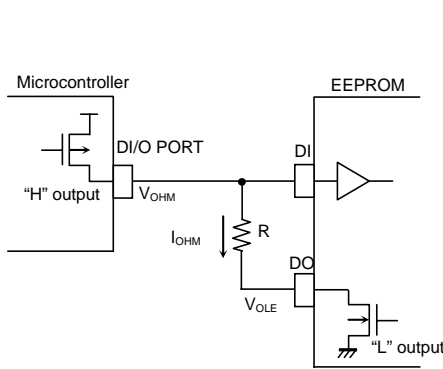 Microcontroller
EEPROM
DI/O PORT
DI
“H” output
VOHM
IOHM
R
DO
VOLE
“L” output